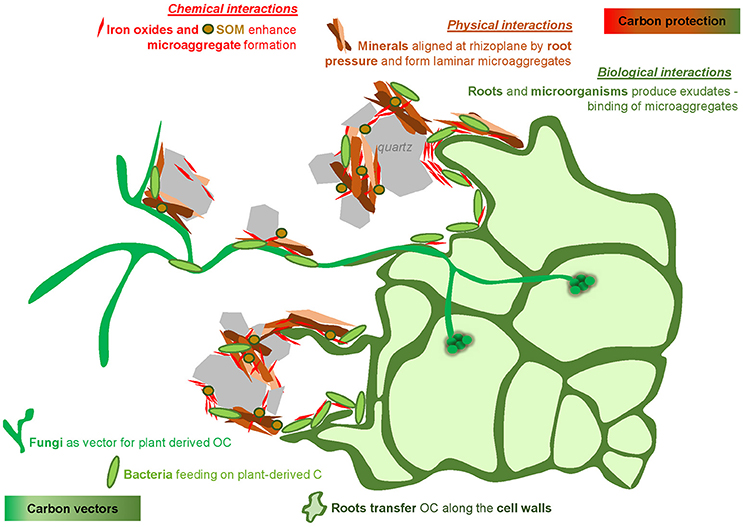 Chemical interactions
Iron oxides and SOM enhance
microaggregate formation
Physical interactions
Minerals aligned at rhizoplane by root
pressure and form laminar microaggregates
Carbon protection
Biological interactions
Roots and microorganisms produce exudates -
binding of microaggregates
quartz
Fungi as vector for plant derived OC
Bacteria feeding on plant-derived C
Carbon vectors
Roots transfer OC along the cell walls